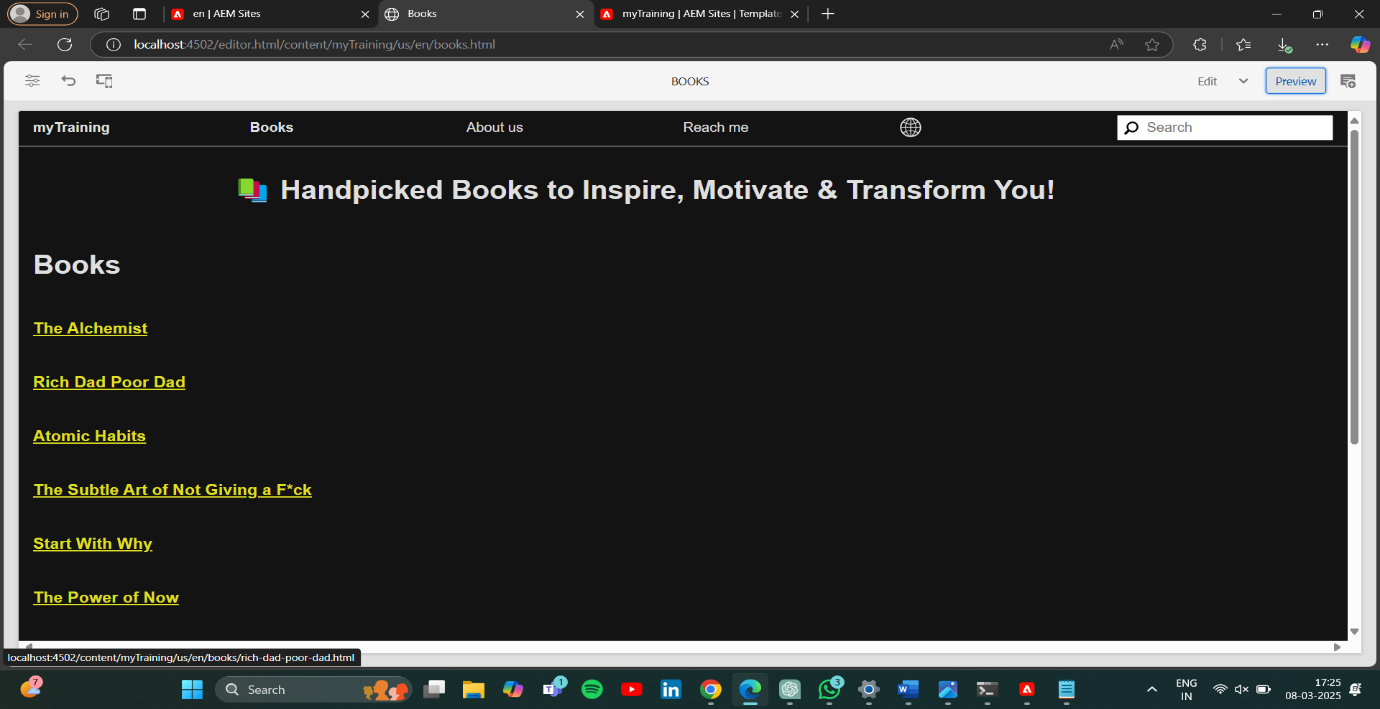 Sign in
en | AEM Sites
Books
myTraining | AEM Sites | Template
localhost:4502/editor.html/content/myTraining/us/en/books.html
BOOKS
Edit
Preview
myTraining
Books
About us
Reach me
Search
Handpicked Books to Inspire, Motivate & Transform You!
Books
The Alchemist
Rich Dad Poor Dad
Atomic Habits
The Subtle Art of Not Giving a F*ck
Start With Why
The Power of Now
localhost:4502/content/myTraining/us/en/books/rich-dad-poor-dad.html
7
Search
1
3
ENG
IN
17:25
08-03-2025